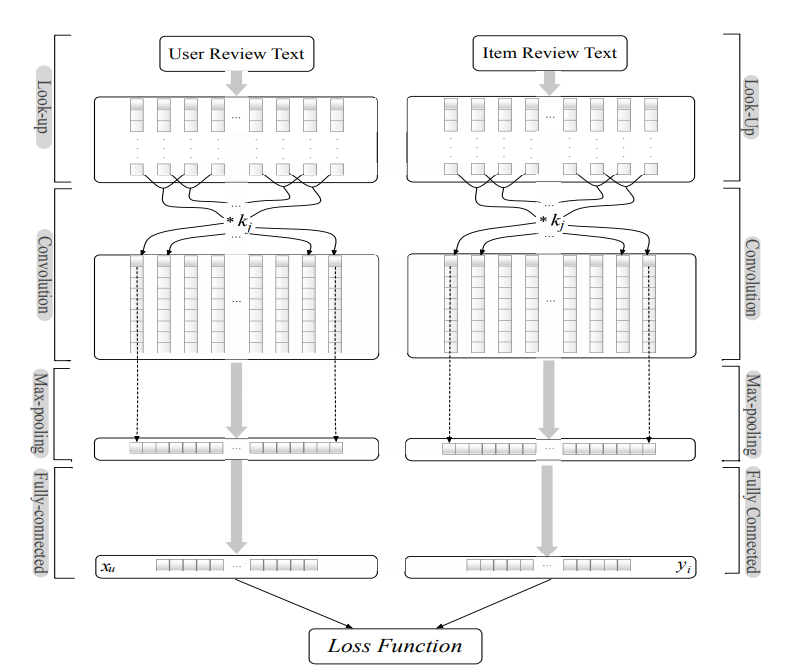 User Review Text
Item Review Text
Look-up
Look-Up
...
...
* k_j
* k_j
...
...
Convolution
Convolution
...
...
Max-pooling
Max-pooling
...
...
Fully-connected
Fully Connected
x_u
...
...
y_i
Loss Function